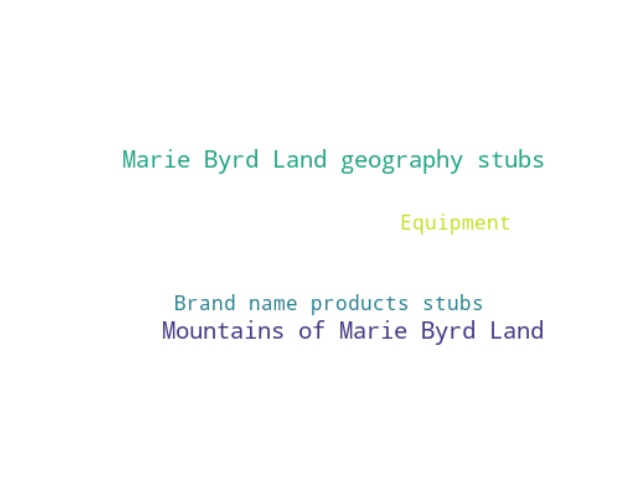 Marie Byrd Land geography stubs
Equipment
Brand name products stubs
Mountains of Marie Byrd Land